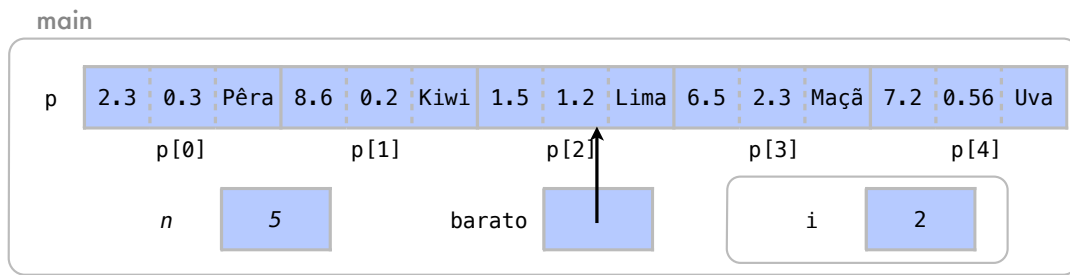 main
p 2.3 0.3 Pêra 8.6 0.2 Kiwi 1.5 1.2 Lima 6.5 2.3 Maçã 7.2 0.56 Uva
p[0] p[1] p[2] p[3] p[4]
n 5 barato i 2